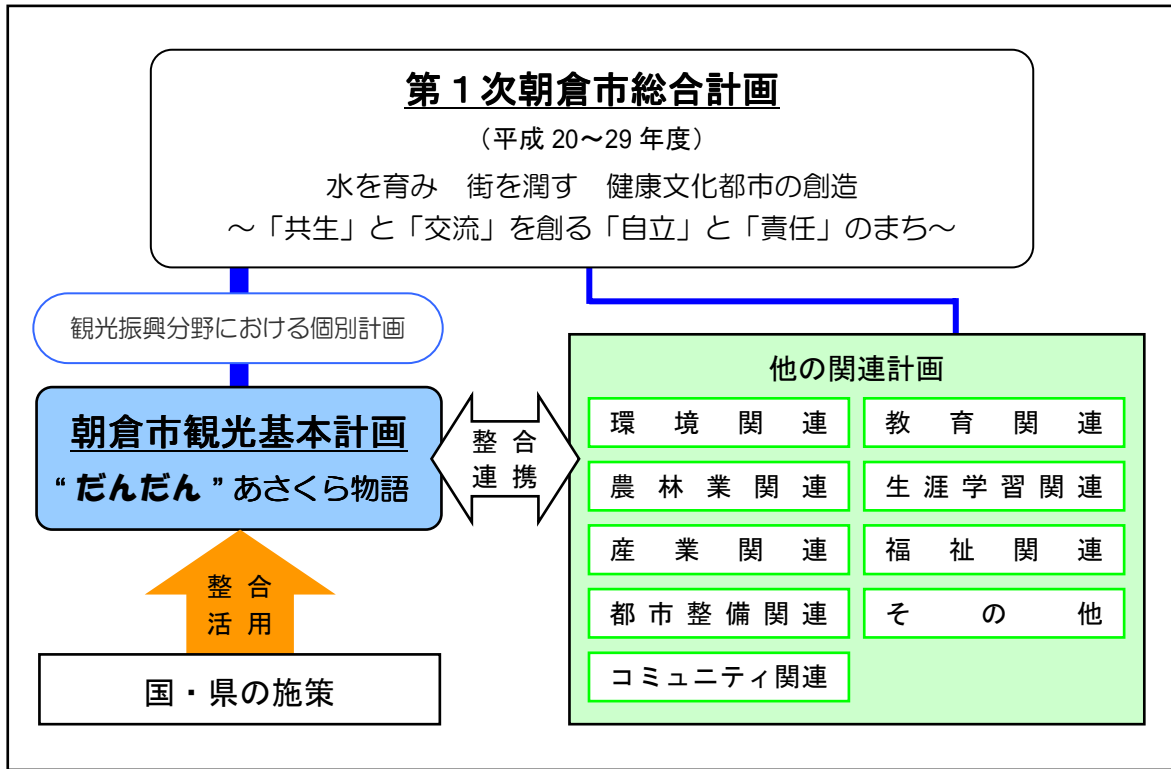 第１次朝倉市総合計画
（平成 20～29 年度）
水を育み　街を潤す　健康文化都市の創造
～「共生」と「交流」を創る「自立」と「責任」のまち～
観光振興分野における個別計画
朝倉市観光基本計画
“だんだん”あさくら物語
整合
連携
整合
活用
国・県の施策
他の関連計画
環境関連
教育関連
農林業関連
生涯学習関連
産業関連
福祉関連
都市整備関連
その他
コミュニティ関連